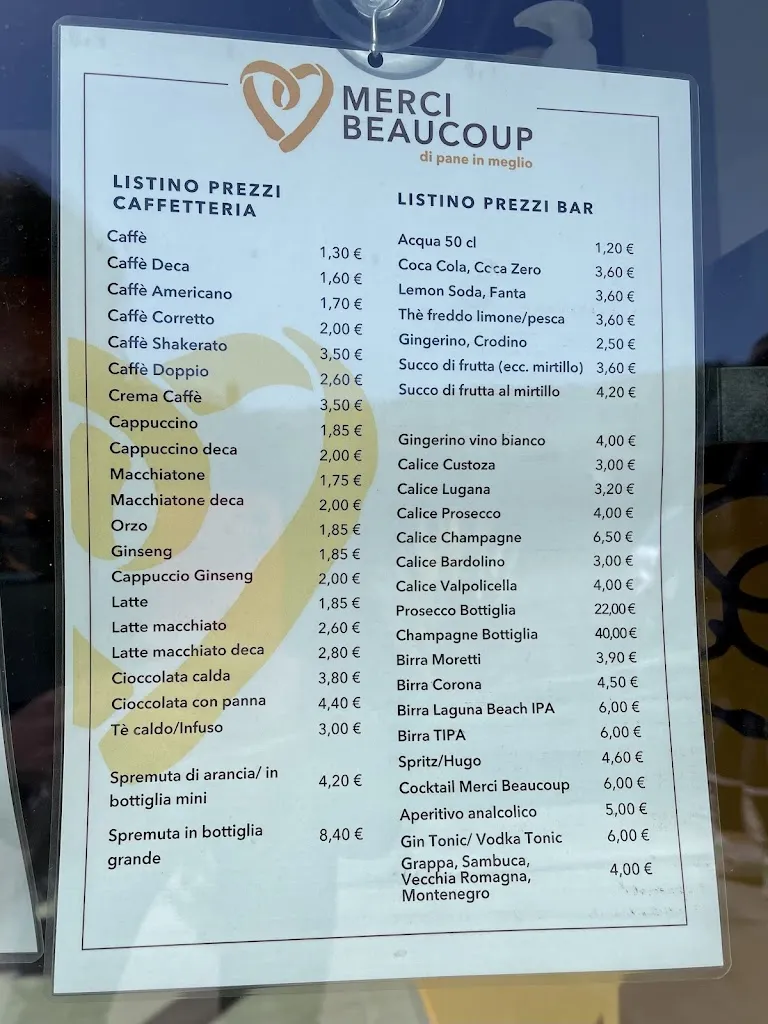 MERCI
BEAUCOUP
di pane in meglio
LISTINO PREZZI
CAFFETTERIA
Caffè 1,30 €
Caffè Deca 1,60 €
Caffè Americano 1,70 €
Caffè Corretto 2,00 €
Caffè Shakerato 3,50 €
Caffè Doppio 2,60 €
Crema Caffè 3,50 €
Cappuccino 1,85 €
Cappuccino deca 2,00 €
Macchiatone 1,75 €
Macchiatone deca 2,00 €
Orzo 1,85 €
Ginseng 1,85 €
Cappuccio Ginseng 2,00 €
Latte 1,85 €
Latte macchiato 2,60 €
Latte macchiato deca 2,80 €
Cioccolata calda 3,80 €
Cioccolata con panna 4,40 €
Tè caldo/Infuso 3,00 €
Spremuta di arancia/ in
bottiglia mini 4,20 €
Spremuta in bottiglia
grande 8,40 €
LISTINO PREZZI BAR
Acqua 50 cl 1,20 €
Coca Cola, Coca Zero 3,60 €
Lemon Soda, Fanta 3,60 €
Thè freddo limone/pesca 3,60 €
Gingerino, Crodino 2,50 €
Succo di frutta (ecc. mirtillo) 3,60 €
Succo di frutta al mirtillo 4,20 €
Gingerino vino bianco 4,00 €
Calice Custoza 3,00 €
Calice Lugana 3,20 €
Calice Prosecco 4,00 €
Calice Champagne 6,50 €
Calice Bardolino 3,00 €
Calice Valpolicella 4,00 €
Prosecco Bottiglia 22,00 €
Champagne Bottiglia 40,00 €
Birra Moretti 3,90 €
Birra Corona 4,50 €
Birra Laguna Beach IPA 6,00 €
Birra TIPA 6,00 €
Spritz/Hugo 4,60 €
Cocktail Merci Beaucoup 6,00 €
Aperitivo analcolico 5,00 €
Gin Tonic/ Vodka Tonic 6,00 €
Grappa, Sambuca,
Vecchia Romagna,
Montenegro 4,00 €